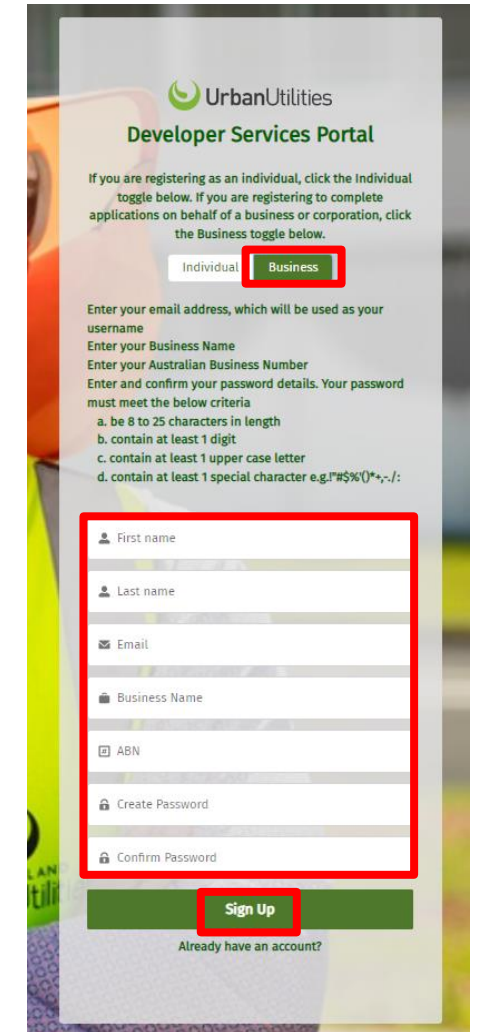 UrbanUtilities
Developer Services Portal
If you are registering as an individual, click the Individual
toggle below. If you are registering to complete
applications on behalf of a business or corporation, click
the Business toggle below.
Individual Business
Enter your email address, which will be used as your
username
Enter your Business Name
Enter your Australian Business Number
Enter and confirm your password details. Your password
must meet the below criteria
a. be 8 to 25 characters in length
b. contain at least 1 digit
c. contain at least 1 upper case letter
d. contain at least 1 special character e.g.!"#$%'()*+,-./:
First name
Last name
Email
Business Name
ABN
Create Password
Confirm Password
Sign Up
Already have an account?